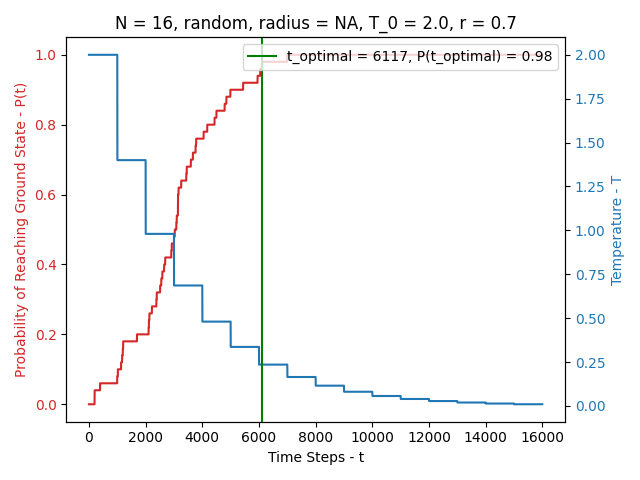 N = 16, random, radius = NA, T_0 = 2.0, r = 0.7
t_optimal = 6117, P(t_optimal) = 0.98
Probability of Reaching Ground State - P(t)
1.0
0.8
0.6
0.4
0.2
0.0
2.00
1.75
1.50
1.25
1.00
0.75
0.50
0.25
0.00
Temperature - T
0 2000 4000 6000 8000 10000 12000 14000 16000
Time Steps - t